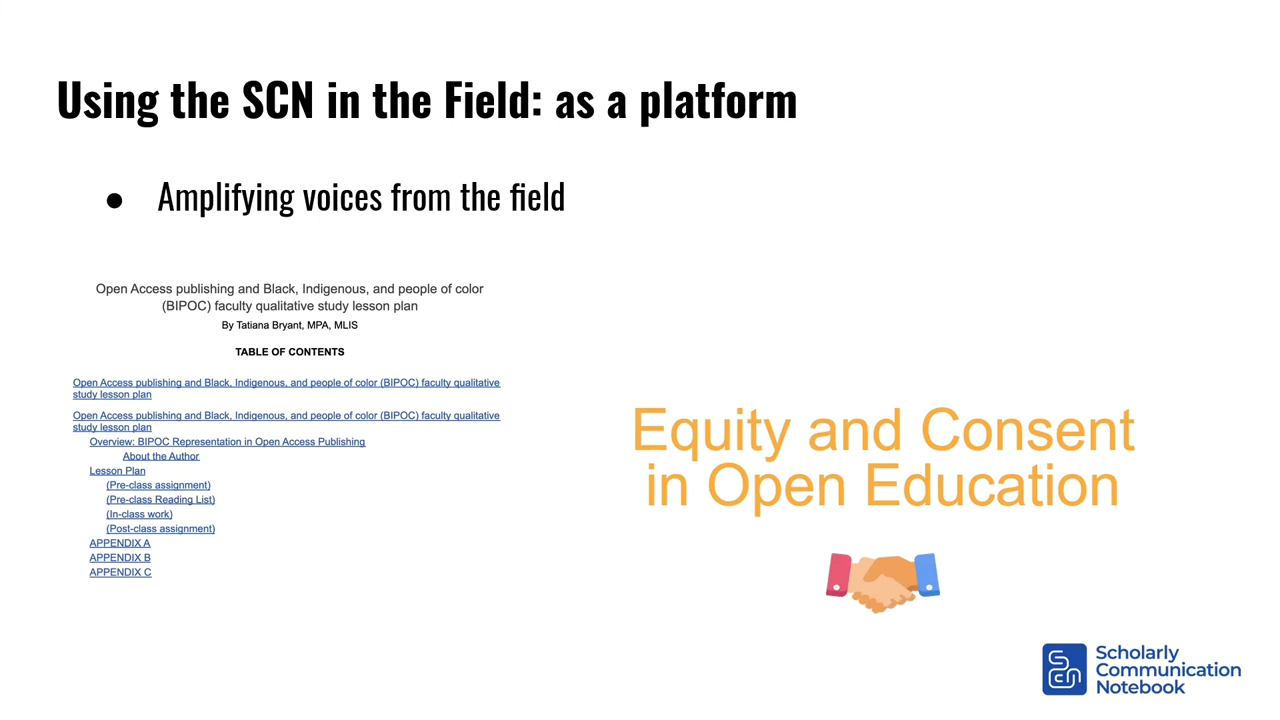 Using the SCN in the Field: as a platform
● Amplifying voices from the field
Open Access publishing and Black, Indigenous, and people of color
(BIPOC) faculty qualitative study lesson plan
By Tatiana Bryant, MPA, MLIS
TABLE OF CONTENTS
Open Access publishing and Black, Indigenous, and people of color (BIPOC) faculty qualitative
study lesson plan
Open Access publishing and Black, Indigenous, and people of color (BIPOC) faculty qualitative
study lesson plan
Overview: BIPOC Representation in Open Access Publishing
About the Author
Lesson Plan
(Pre-class assignment)
(Pre-class Reading List)
(In-class work)
(Post-class assignment)
APPENDIX A
APPENDIX B
APPENDIX C
Equity and Consent
in Open Education
Scholarly
Communication
Notebook